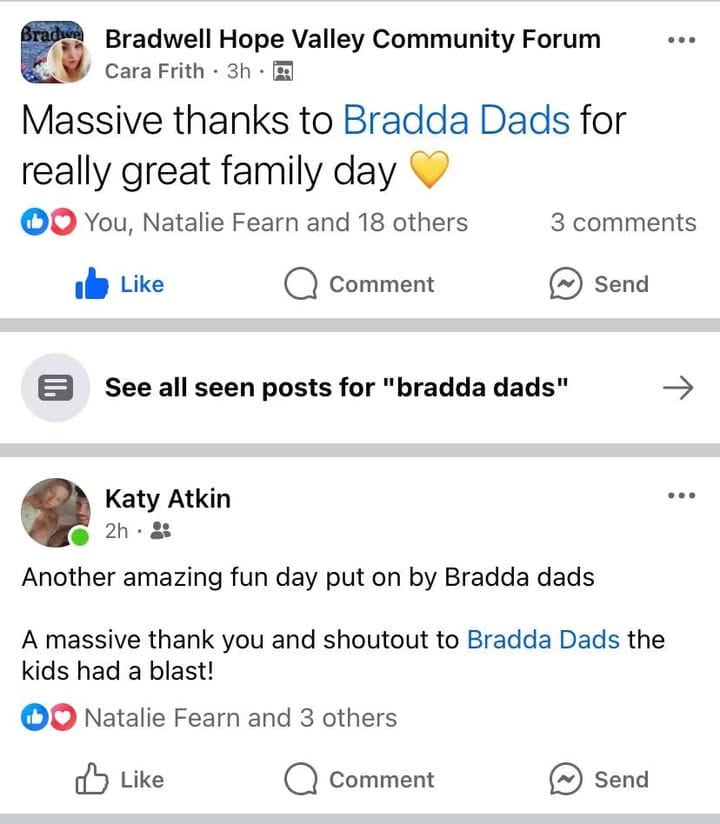 Bradwell
Bradwell Hope Valley Community Forum
Cara Frith · 3h ·
Massive thanks to Bradda Dads for
really great family day 💛
You, Natalie Fearn and 18 others 3 comments
Like Comment Send
See all seen posts for "bradda dads"
Katy Atkin
2h ·
Another amazing fun day put on by Bradda dads
A massive thank you and shoutout to Bradda Dads the
kids had a blast!
Natalie Fearn and 3 others
Like Comment Send